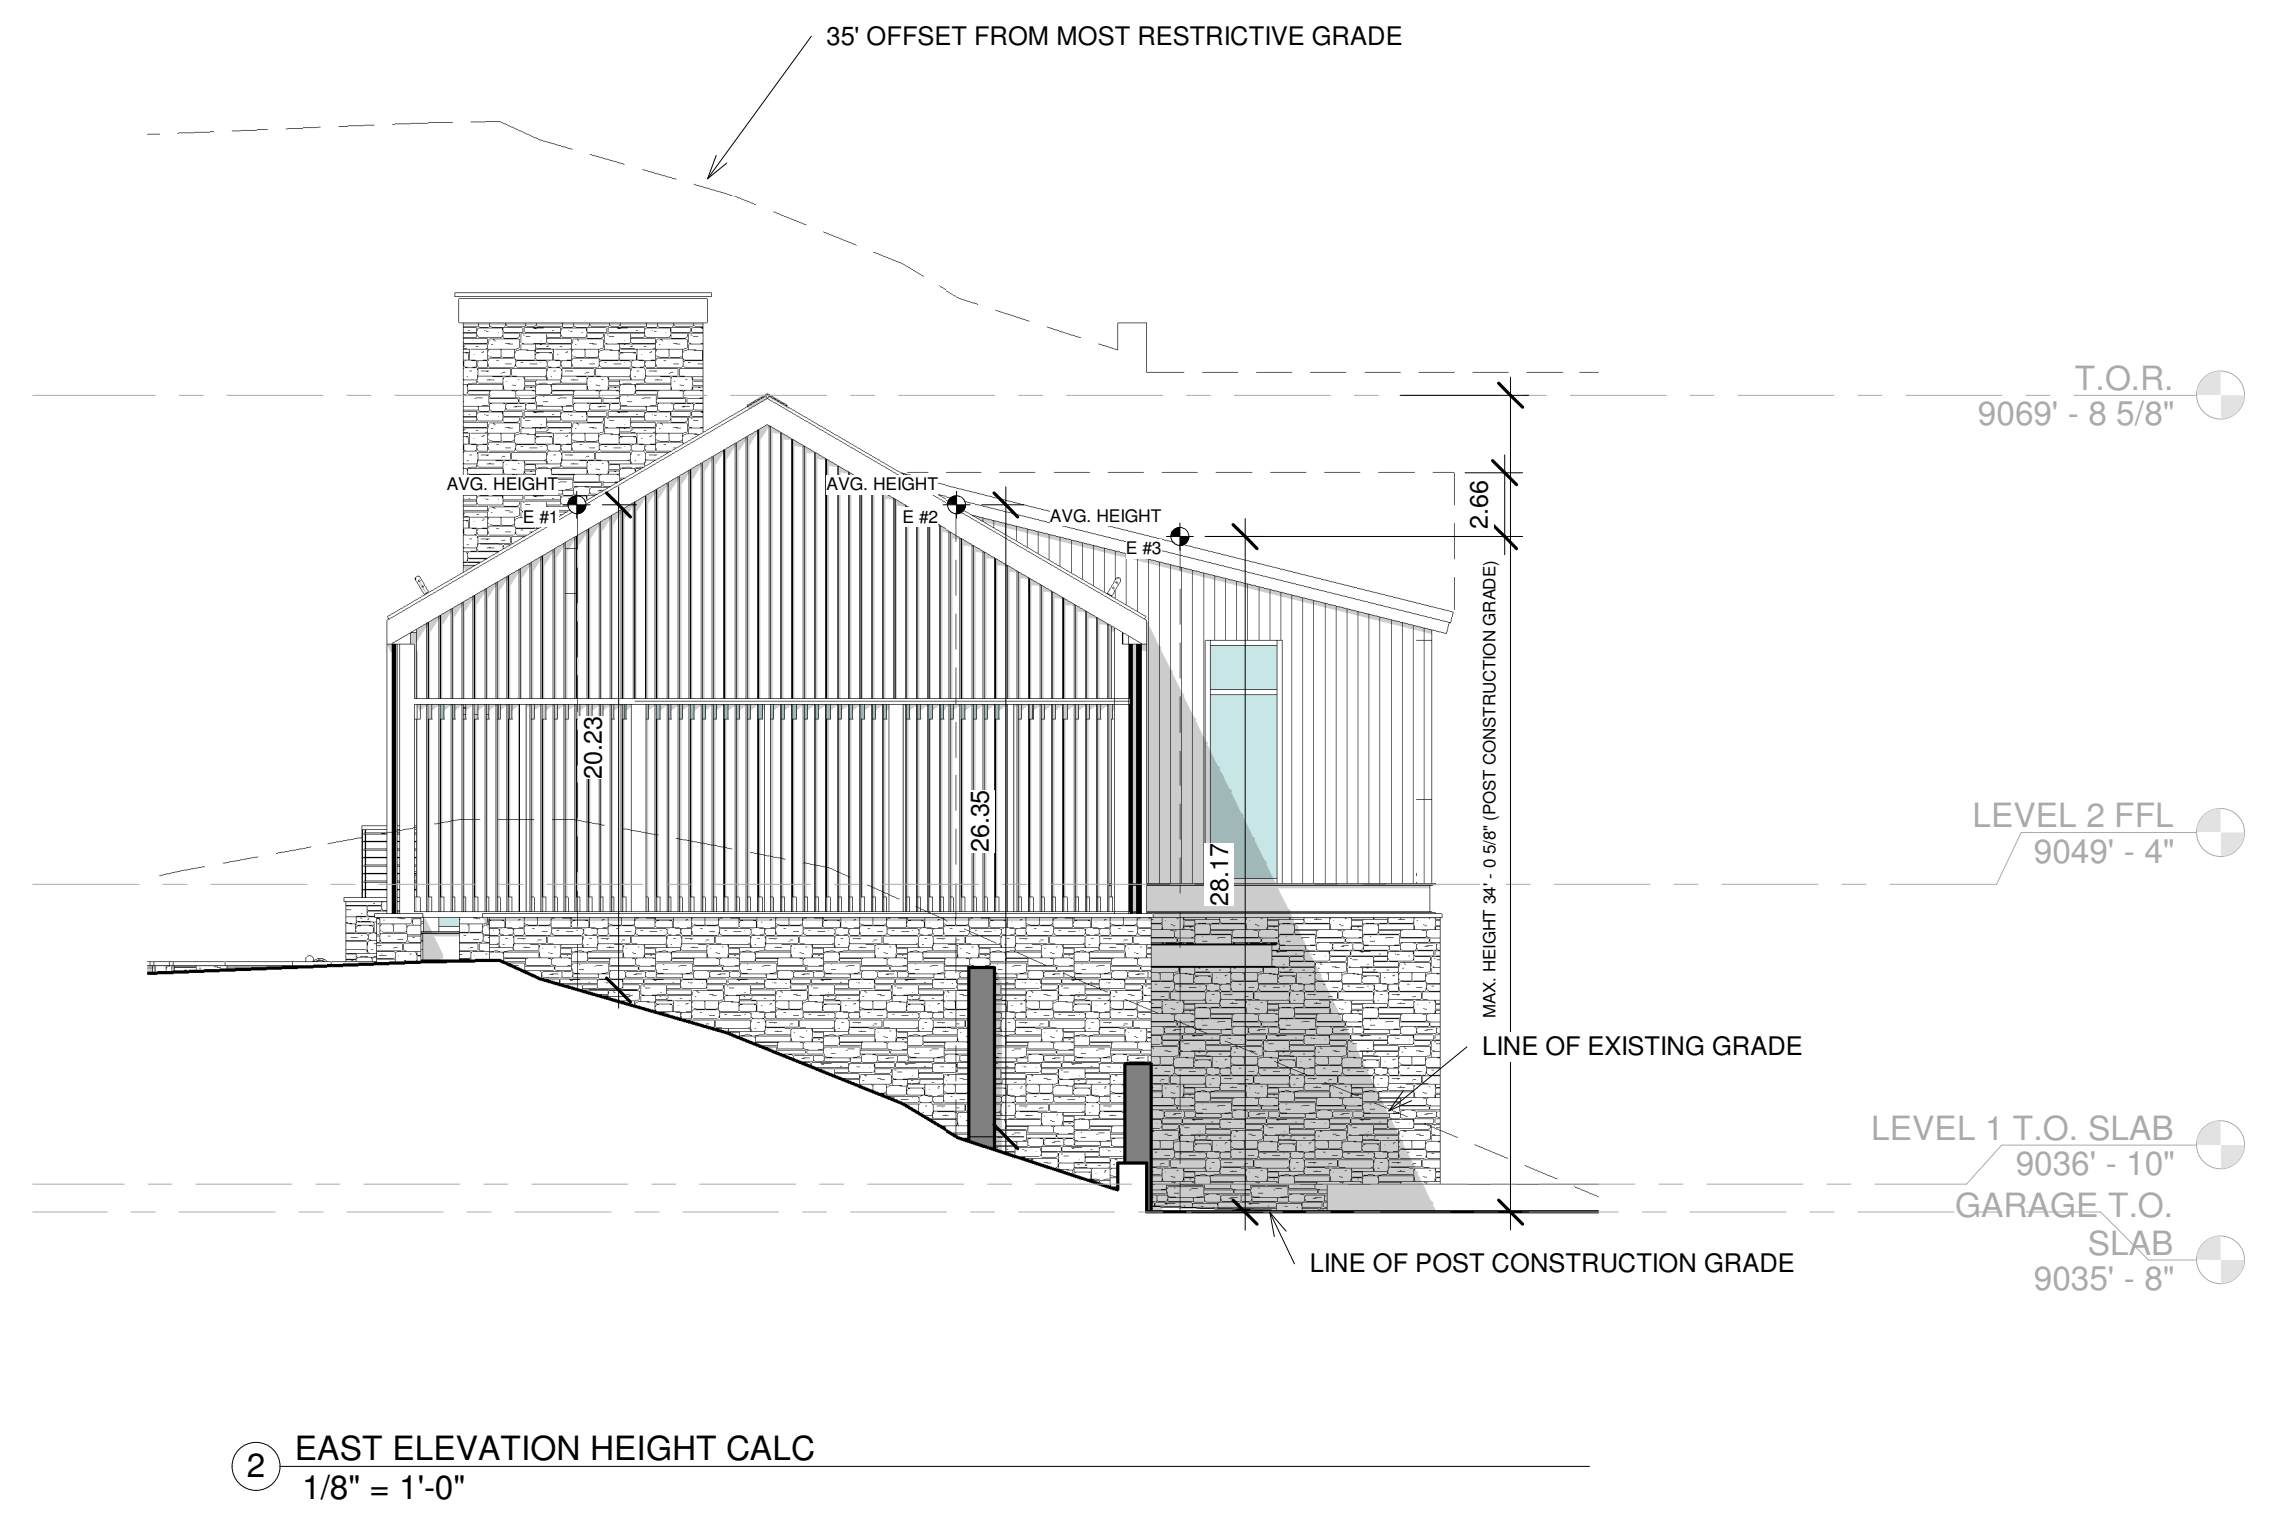 35' OFFSET FROM MOST RESTRICTIVE GRADE
T.O.R.
9069' - 8 5/8"
AVG. HEIGHT
E #1
AVG. HEIGHT
E #2
AVG. HEIGHT
E #3
2.66
20.23
26.35
28.17
MAX. HEIGHT 34' - 0 5/8" (POST CONSTRUCTION GRADE)
LEVEL 2 FFL
9049' - 4"
LINE OF EXISTING GRADE
LEVEL 1 T.O. SLAB
9036' - 10"
GARAGE T.O.
SLAB
9035' - 8"
LINE OF POST CONSTRUCTION GRADE
2
EAST ELEVATION HEIGHT CALC
1/8" = 1'-0"